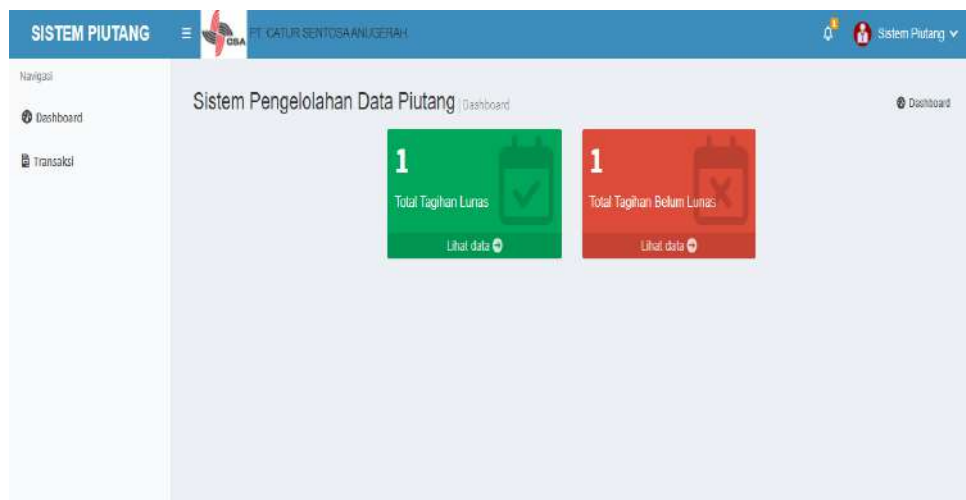 SISTEM PIUTANG
CSA
PT. CATUR SENTOSA ANUGERAH
1
Sistem Piutang
Navigasi
Dashboard
Transaksi
Sistem Pengelolahan Data Piutang Dashboard
Dashboard
1
Total Tagihan Lunas
Lihat data
1
Total Tagihan Belum Lunas
Lihat data